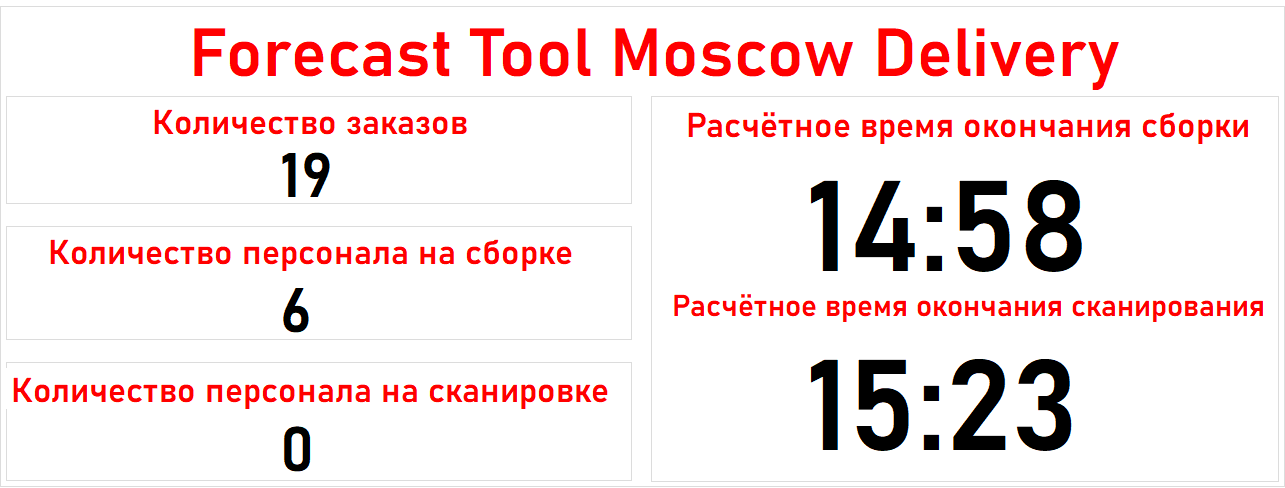 Forecast Tool Moscow Delivery
Количество заказов
19
Количество персонала на сборке
6
Количество персонала на сканировке
0
Расчётное время окончания сборки
14:58
Расчётное время окончания сканирования
15:23